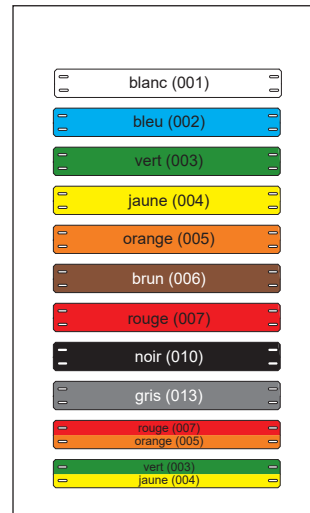 blanc (001)
bleu (002)
vert (003)
jaune (004)
orange (005)
brun (006)
rouge (007)
noir (010)
gris (013)
rouge (007)
orange (005)
vert (003)
jaune (004)